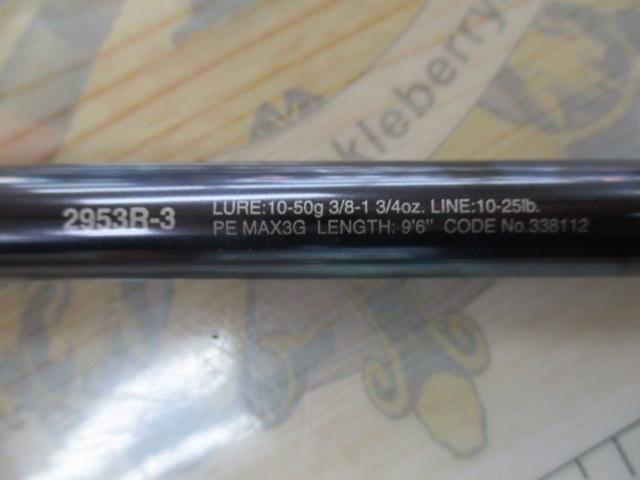 kleberry
2953R-3
LURE:10-50g 3/8-1 3/4oz. LINE:10-25lb.
PE MAX3G LENGTH: 9'6" CODE No.338112